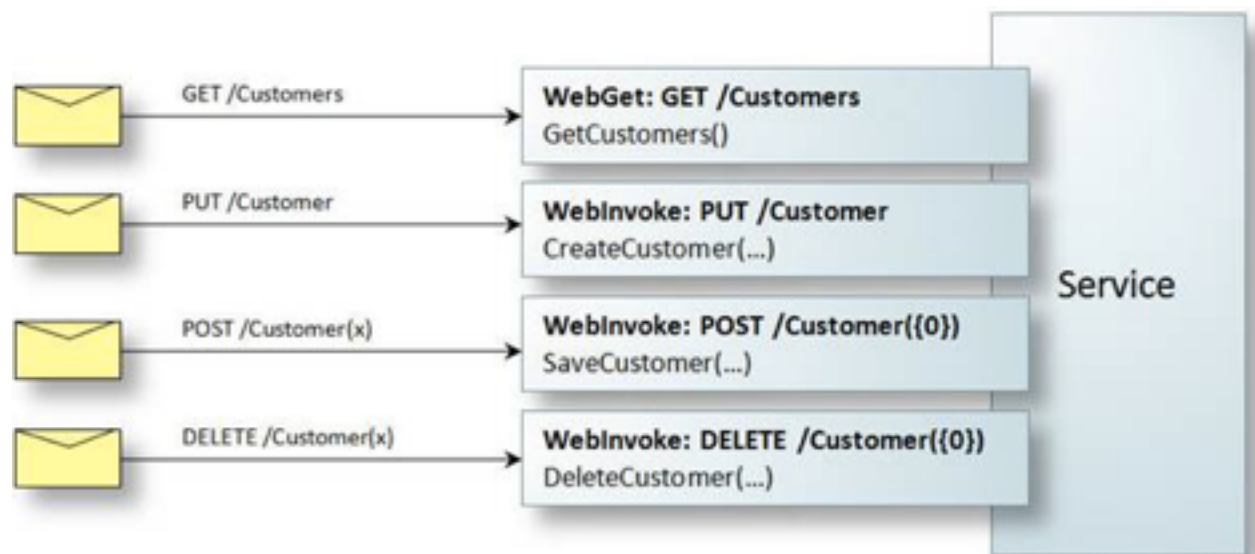 GET /Customers
WebGet: GET /Customers
GetCustomers()
PUT /Customer
WebInvoke: PUT /Customer
CreateCustomer(...)
Service
POST /Customer(x)
WebInvoke: POST /Customer({0})
SaveCustomer(...)
DELETE /Customer(x)
WebInvoke: DELETE /Customer({0})
DeleteCustomer(...)